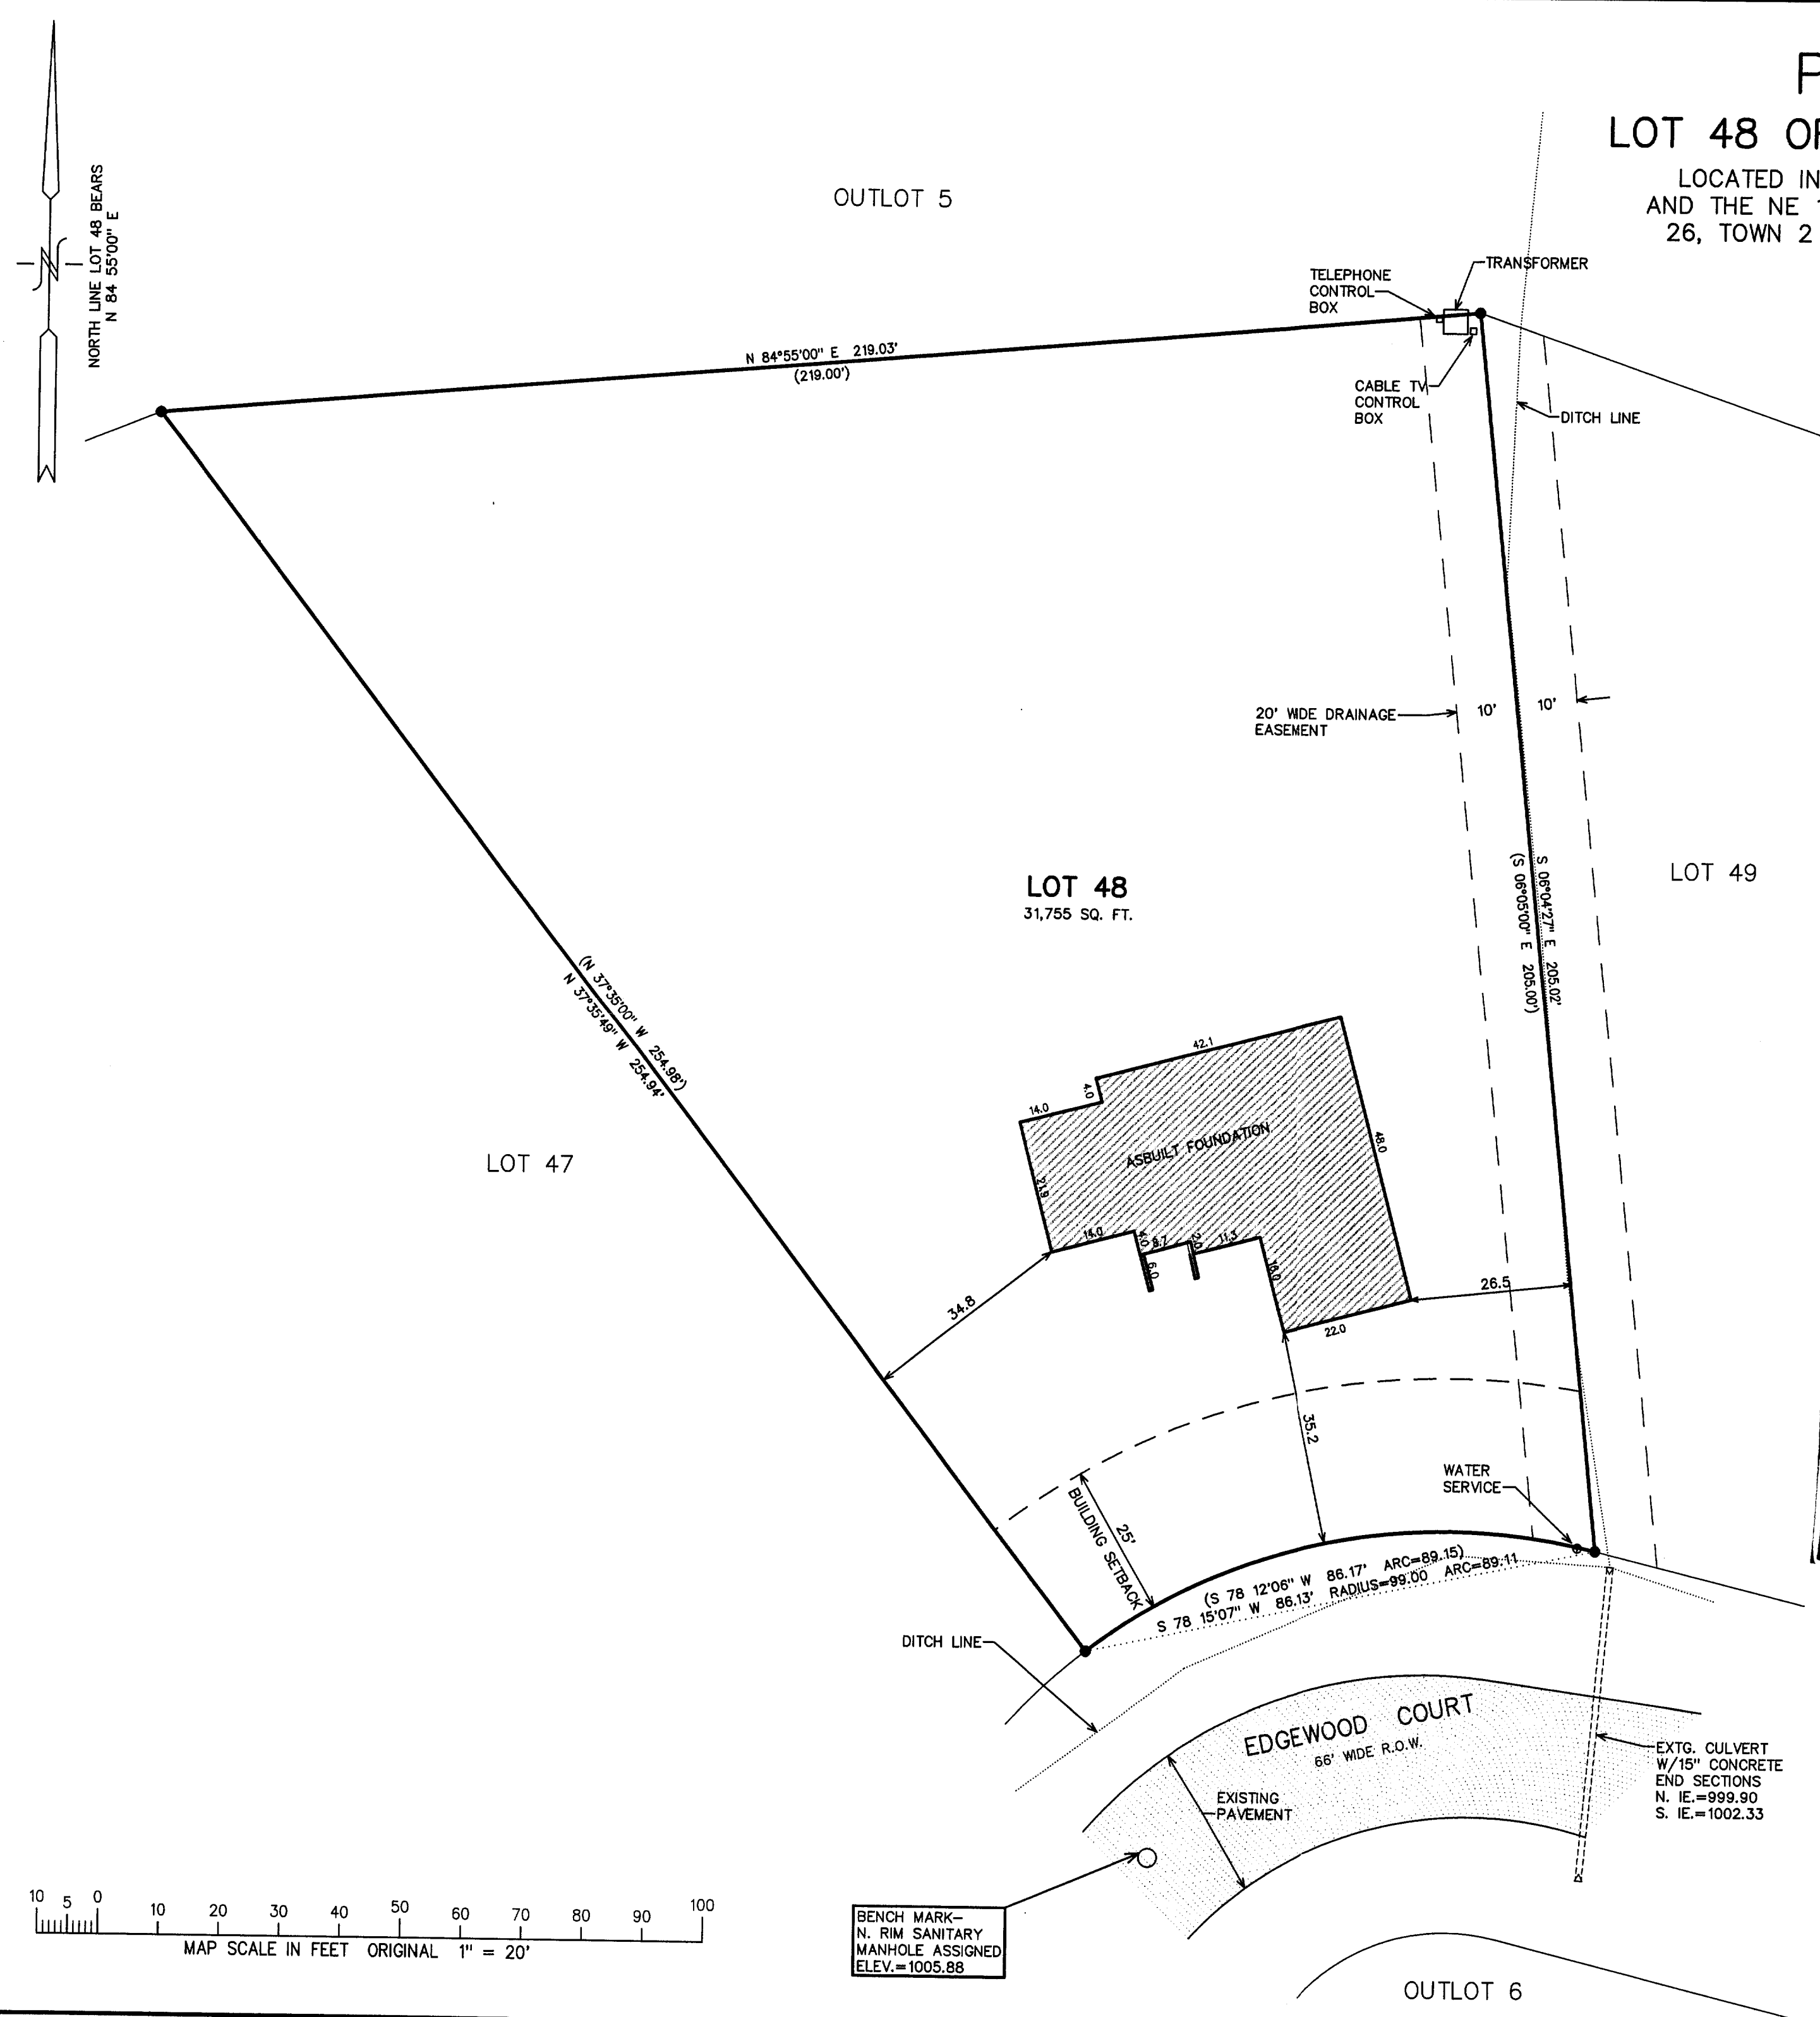 P
LOT 48 OF
LOCATED IN
AND THE NE
26, TOWN 2
NORTH LINE LOT 48 BEARS
N 84 55'00" E
N
OUTLOT 5
TRANSFORMER
TELEPHONE
CONTROL
BOX
N 84°55'00" E 219.03'
(219.00')
CABLE TV
CONTROL
BOX
DITCH LINE
20' WIDE DRAINAGE
EASEMENT
10'
10'
LOT 48
31,755 SQ. FT.
S 06°04'27" E 205.02'
(S 06°05'00" E 205.00')
LOT 49
(N 37°35'00" W 254.98')
N 37°35'49" W 254.94'
LOT 47
42.1
4.0
14.0
ASBUILT FOUNDATION
48.0
21.9
14.0
4.0
8.7
2.0
11.3
6.0
16.0
22.0
26.5
34.8
35.2
25'
BUILDING SETBACK
WATER
SERVICE
(S 78 12'06" W 86.17' ARC=89.15)
S 78 15'07" W 86.13' RADIUS=99.00 ARC=89.11
DITCH LINE
EDGEWOOD COURT
66' WIDE R.O.W.
EXISTING
PAVEMENT
EXTG. CULVERT
W/15" CONCRETE
END SECTIONS
N. IE.=999.90
S. IE.=1002.33
10 5 0 10 20 30 40 50 60 70 80 90 100
MAP SCALE IN FEET ORIGINAL 1" = 20'
BENCH MARK-
N. RIM SANITARY
MANHOLE ASSIGNED
ELEV.=1005.88
OUTLOT 6